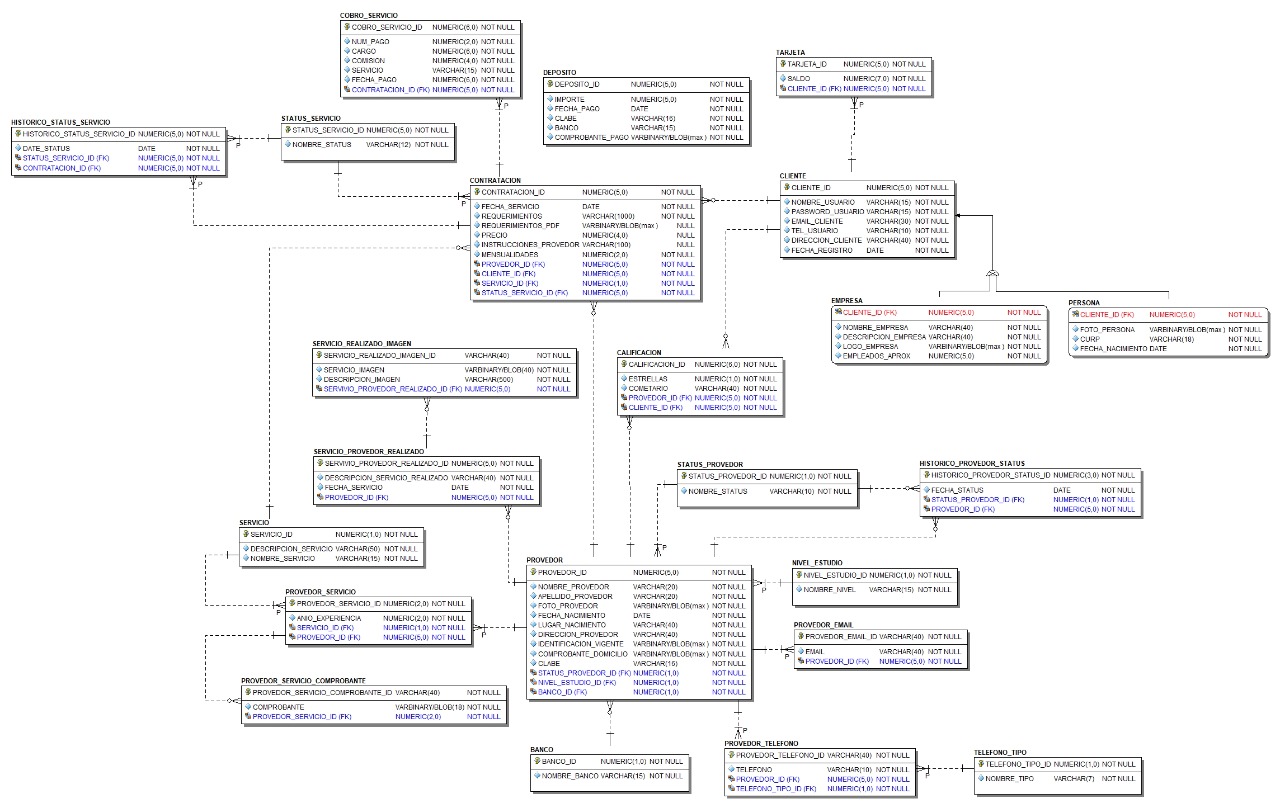 COBRO_SERVICIO
COBRO_SERVICIO_ID NUMERIC(6,0) NOT NULL
NUM_PAGO NUMERIC(2,0) NOT NULL
CARGO NUMERIC(6,0) NOT NULL
COMISION NUMERIC(4,0) NOT NULL
SERVICIO VARCHAR(15) NOT NULL
FECHA_PAGO NUMERIC(6,0) NOT NULL
CONTRATACION_ID (FK) NUMERIC(5,0) NOT NULL
P
DEPOSITO
DEPOSITO_ID NUMERIC(5,0) NOT NULL
IMPORTE NUMERIC(5,0) NOT NULL
FECHA_PAGO DATE NOT NULL
CLABE VARCHAR(16) NOT NULL
BANCO VARCHAR(15) NOT NULL
COMPROBANTE_PAGO VARBINARY/BLOB(max) NOT NULL
TARJETA
TARJETA_ID NUMERIC(5,0) NOT NULL
SALDO NUMERIC(7,0) NOT NULL
CLIENTE_ID (FK) NUMERIC(5,0) NOT NULL
P
HISTORICO_STATUS_SERVICIO
HISTORICO_STATUS_SERVICIO_ID NUMERIC(5,0) NOT NULL
DATE_STATUS DATE NOT NULL
STATUS_SERVICIO_ID (FK) NUMERIC(5,0) NOT NULL
CONTRATACION_ID (FK) NUMERIC(5,0) NOT NULL
P
P
STATUS_SERVICIO
STATUS_SERVICIO_ID NUMERIC(5,0) NOT NULL
NOMBRE_STATUS VARCHAR(12) NOT NULL
P
CONTRATACION
CONTRATACION_ID NUMERIC(5,0) NOT NULL
FECHA_SERVICIO DATE NOT NULL
REQUERIMIENTOS VARCHAR(1000) NOT NULL
REQUERIMIENTOS_PDF VARBINARY/BLOB(max) NULL
PRECIO NUMERIC(4,0) NULL
INSTRUCCIONES_PROVEDOR VARCHAR(100) NULL
MENSUALIDADES NUMERIC(2,0) NOT NULL
PROVEDOR_ID (FK) NUMERIC(5,0) NOT NULL
CLIENTE_ID (FK) NUMERIC(5,0) NOT NULL
SERVICIO_ID (FK) NUMERIC(1,0) NOT NULL
STATUS_SERVICIO_ID (FK) NUMERIC(5,0) NOT NULL
CLIENTE
CLIENTE_ID NUMERIC(5,0) NOT NULL
NOMBRE_USUARIO VARCHAR(15) NOT NULL
PASSWORD_USUARIO VARCHAR(15) NOT NULL
EMAIL_CLIENTE VARCHAR(30) NOT NULL
TEL_USUARIO VARCHAR(10) NOT NULL
DIRECCION_CLIENTE VARCHAR(40) NOT NULL
FECHA_REGISTRO DATE NOT NULL
EMPRESA
CLIENTE_ID (FK) NUMERIC(5,0) NOT NULL
NOMBRE_EMPRESA VARCHAR(40) NOT NULL
DESCRIPCION_EMPRESA VARCHAR(40) NOT NULL
LOGO_EMPRESA VARBINARY/BLOB(max) NOT NULL
EMPLEADOS_APROX NUMERIC(5,0) NOT NULL
PERSONA
CLIENTE_ID (FK) NUMERIC(5,0) NOT NULL
FOTO_PERSONA VARBINARY/BLOB(max) NOT NULL
CURP VARCHAR(18) NOT NULL
FECHA_NACIMIENTO DATE NOT NULL
SERVICIO_REALIZADO_IMAGEN
SERVICIO_REALIZADO_IMAGEN_ID VARCHAR(40) NOT NULL
SERVICIO_IMAGEN VARBINARY/BLOB(40) NOT NULL
DESCRIPCION_IMAGEN VARCHAR(500) NOT NULL
SERVIVIO_PROVEDOR_REALIZADO_ID (FK) NUMERIC(5,0) NOT NULL
CALIFICACION
CALIFICACION_ID NUMERIC(6,0) NOT NULL
ESTRELLAS NUMERIC(1,0) NOT NULL
COMETARIO VARCHAR(40) NOT NULL
PROVEDOR_ID (FK) NUMERIC(5,0) NOT NULL
CLIENTE_ID (FK) NUMERIC(5,0) NOT NULL
SERVICIO_PROVEDOR_REALIZADO
SERVIVIO_PROVEDOR_REALIZADO_ID NUMERIC(5,0) NOT NULL
DESCRIPCION_SERVICIO_REALIZADO VARCHAR(40) NOT NULL
FECHA_SERVICIO DATE NOT NULL
PROVEDOR_ID (FK) NUMERIC(5,0) NOT NULL
STATUS_PROVEDOR
STATUS_PROVEDOR_ID NUMERIC(1,0) NOT NULL
NOMBRE_STATUS VARCHAR(10) NOT NULL
HISTORICO_PROVEDOR_STATUS
HISTORICO_PROVEDOR_STATUS_ID NUMERIC(3,0) NOT NULL
FECHA_STATUS DATE NOT NULL
STATUS_PROVEDOR_ID (FK) NUMERIC(1,0) NOT NULL
PROVEDOR_ID (FK) NUMERIC(5,0) NOT NULL
SERVICIO
SERVICIO_ID NUMERIC(1,0) NOT NULL
DESCRIPCION_SERVICIO VARCHAR(50) NOT NULL
NOMBRE_SERVICIO VARCHAR(15) NOT NULL
P
PROVEDOR
PROVEDOR_ID NUMERIC(5,0) NOT NULL
NOMBRE_PROVEDOR VARCHAR(20) NOT NULL
APELLIDO_PROVEDOR VARCHAR(20) NOT NULL
FOTO_PROVEDOR VARBINARY/BLOB(max) NOT NULL
FECHA_NACIMIENTO DATE NOT NULL
LUGAR_NACIMIENTO VARCHAR(40) NOT NULL
DIRECCION_PROVEDOR VARCHAR(40) NOT NULL
IDENTIFICACION_VIGENTE VARBINARY/BLOB(max) NOT NULL
COMPROBANTE_DOMICILIO VARBINARY/BLOB(max) NOT NULL
CLABE VARCHAR(16) NOT NULL
STATUS_PROVEDOR_ID (FK) NUMERIC(1,0) NOT NULL
NIVEL_ESTUDIO_ID (FK) NUMERIC(1,0) NOT NULL
BANCO_ID (FK) NUMERIC(1,0) NOT NULL
P
NIVEL_ESTUDIO
NIVEL_ESTUDIO_ID NUMERIC(1,0) NOT NULL
NOMBRE_NIVEL VARCHAR(15) NOT NULL
PROVEDOR_SERVICIO
PROVEDOR_SERVICIO_ID NUMERIC(2,0) NOT NULL
ANIO_EXPERIENCIA NUMERIC(2,0) NOT NULL
SERVICIO_ID (FK) NUMERIC(1,0) NOT NULL
PROVEDOR_ID (FK) NUMERIC(5,0) NOT NULL
P
P
PROVEDOR_EMAIL
PROVEDOR_EMAIL_ID VARCHAR(40) NOT NULL
EMAIL VARCHAR(40) NOT NULL
PROVEDOR_ID (FK) NUMERIC(5,0) NOT NULL
P
PROVEDOR_SERVICIO_COMPROBANTE
PROVEDOR_SERVICIO_COMPROBANTE_ID VARCHAR(40) NOT NULL
COMPROBANTE VARBINARY/BLOB(18) NOT NULL
PROVEDOR_SERVICIO_ID (FK) NUMERIC(2,0) NOT NULL
P
BANCO
BANCO_ID NUMERIC(1,0) NOT NULL
NOMBRE_BANCO VARCHAR(15) NOT NULL
PROVEDOR_TELEFONO
PROVEDOR_TELEFONO_ID VARCHAR(40) NOT NULL
TELEFONO VARCHAR(10) NOT NULL
PROVEDOR_ID (FK) NUMERIC(5,0) NOT NULL
TELEFONO_TIPO_ID (FK) NUMERIC(1,0) NOT NULL
P
TELEFONO_TIPO
TELEFONO_TIPO_ID NUMERIC(1,0) NOT NULL
NOMBRE_TIPO VARCHAR(7) NOT NULL